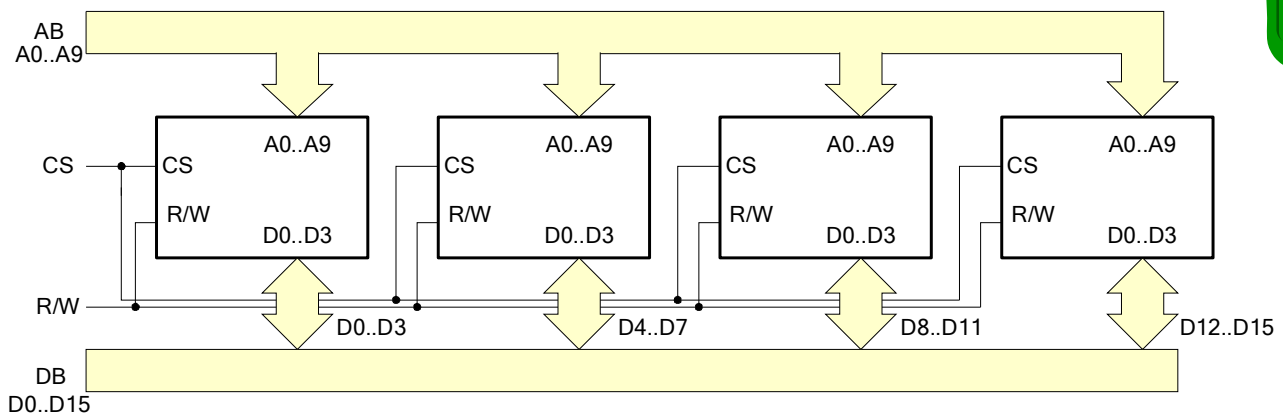 AB
A0..A9
A0..A9
A0..A9
A0..A9
A0..A9
CS
CS
CS
CS
CS
R/W
R/W
R/W
R/W
D0..D3
D0..D3
D0..D3
D0..D3
R/W
D0..D3
D4..D7
D8..D11
D12..D15
DB
D0..D15